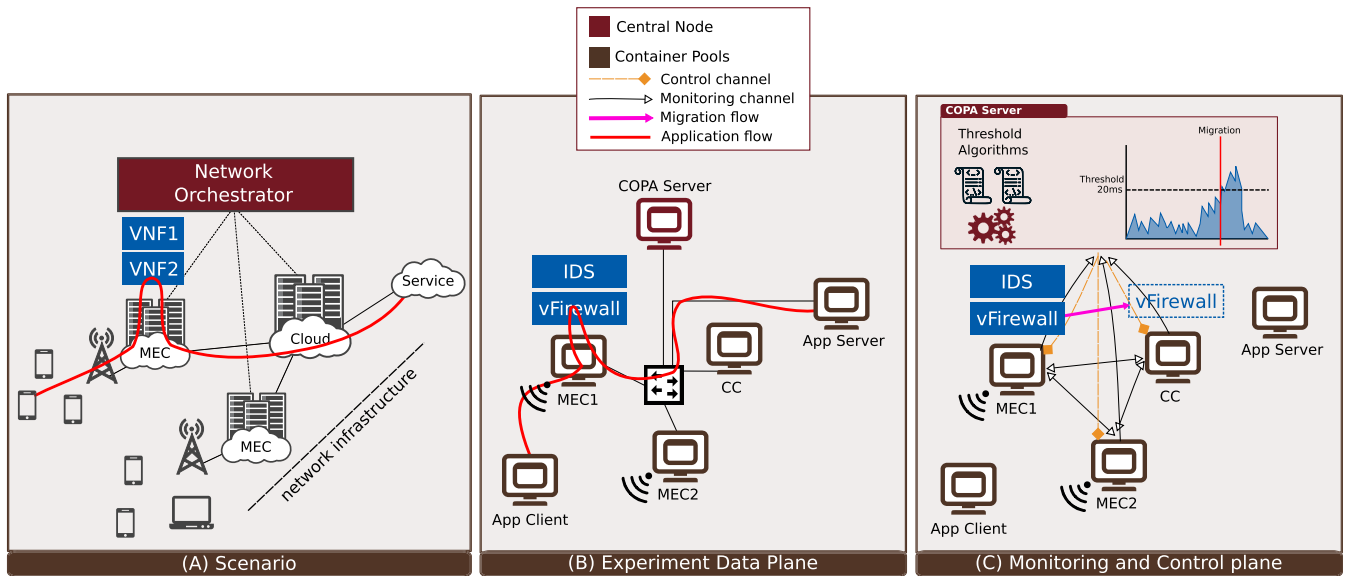 Central Node
Container Pools
Control channel
Monitoring channel
Migration flow
Application flow
Network
Orchestrator
VNF1
VNF2
Service
MEC
Cloud
MEC
network infrastructure
(A) Scenario
COPA Server
IDS
vFirewall
App Server
MEC1
CC
MEC2
App Client
(B) Experiment Data Plane
COPA Server
Threshold
Algorithms
Migration
Threshold
20ms
IDS
vFirewall
vFirewall
App Server
MEC1
CC
MEC2
App Client
(C) Monitoring and Control plane